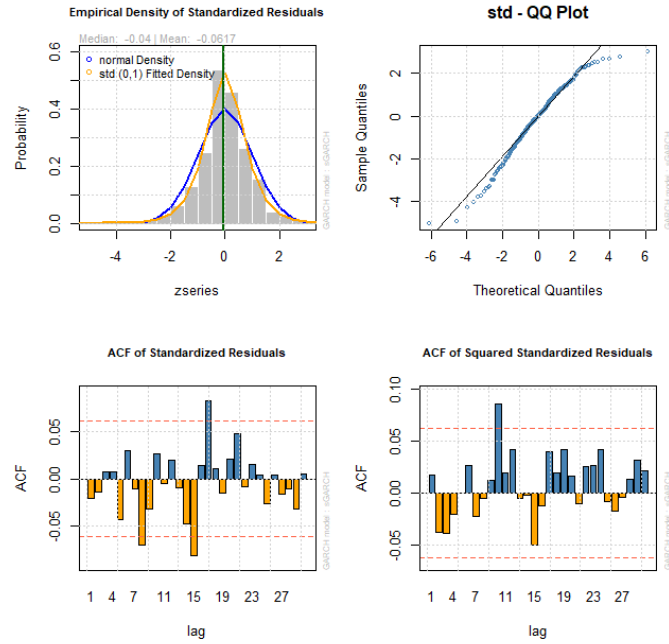 Empirical Density of Standardized Residuals
Median: -0.04 | Mean: -0.0617
normal Density
std (0,1) Fitted Density
Probability
0.0 0.2 0.4 0.6
-4 -2 0 2
zseries
GARCH model : sGARCH
std - QQ Plot
Sample Quantiles
-4 2 0 2
-6 -4 -2 0 2 4 6
Theoretical Quantiles
GARCH model : sGARCH
ACF of Standardized Residuals
ACF
-0.05 0.00 0.05
1 4 8 11 15 19 23 27
lag
GARCH model : sGARCH
ACF of Squared Standardized Residuals
ACF
-0.05 0.00 0.05 0.10
1 4 8 11 15 19 23 27
lag
GARCH model : sGARCH